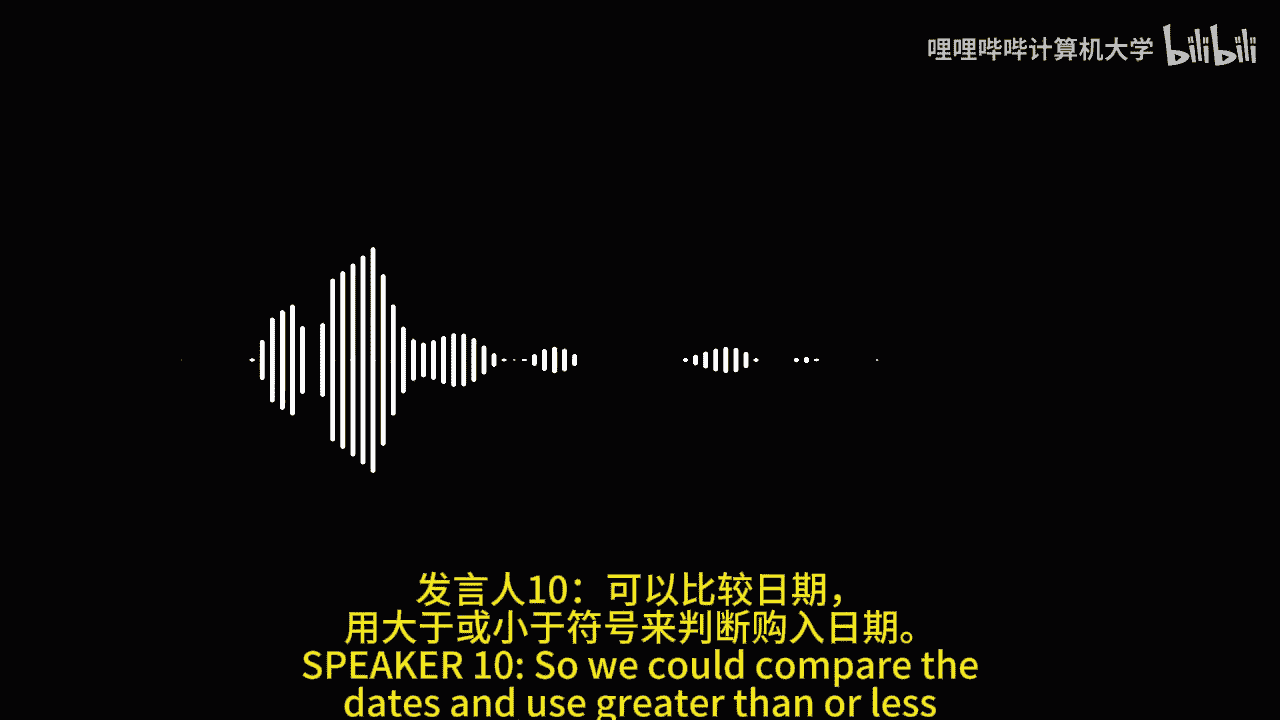 哩哩哔哔计算机大学 bilibili
发言人10：可以比较日期，
用大于或小于符号来判断购入日期。
SPEAKER 10: So we could compare the
dates and use greater than or less